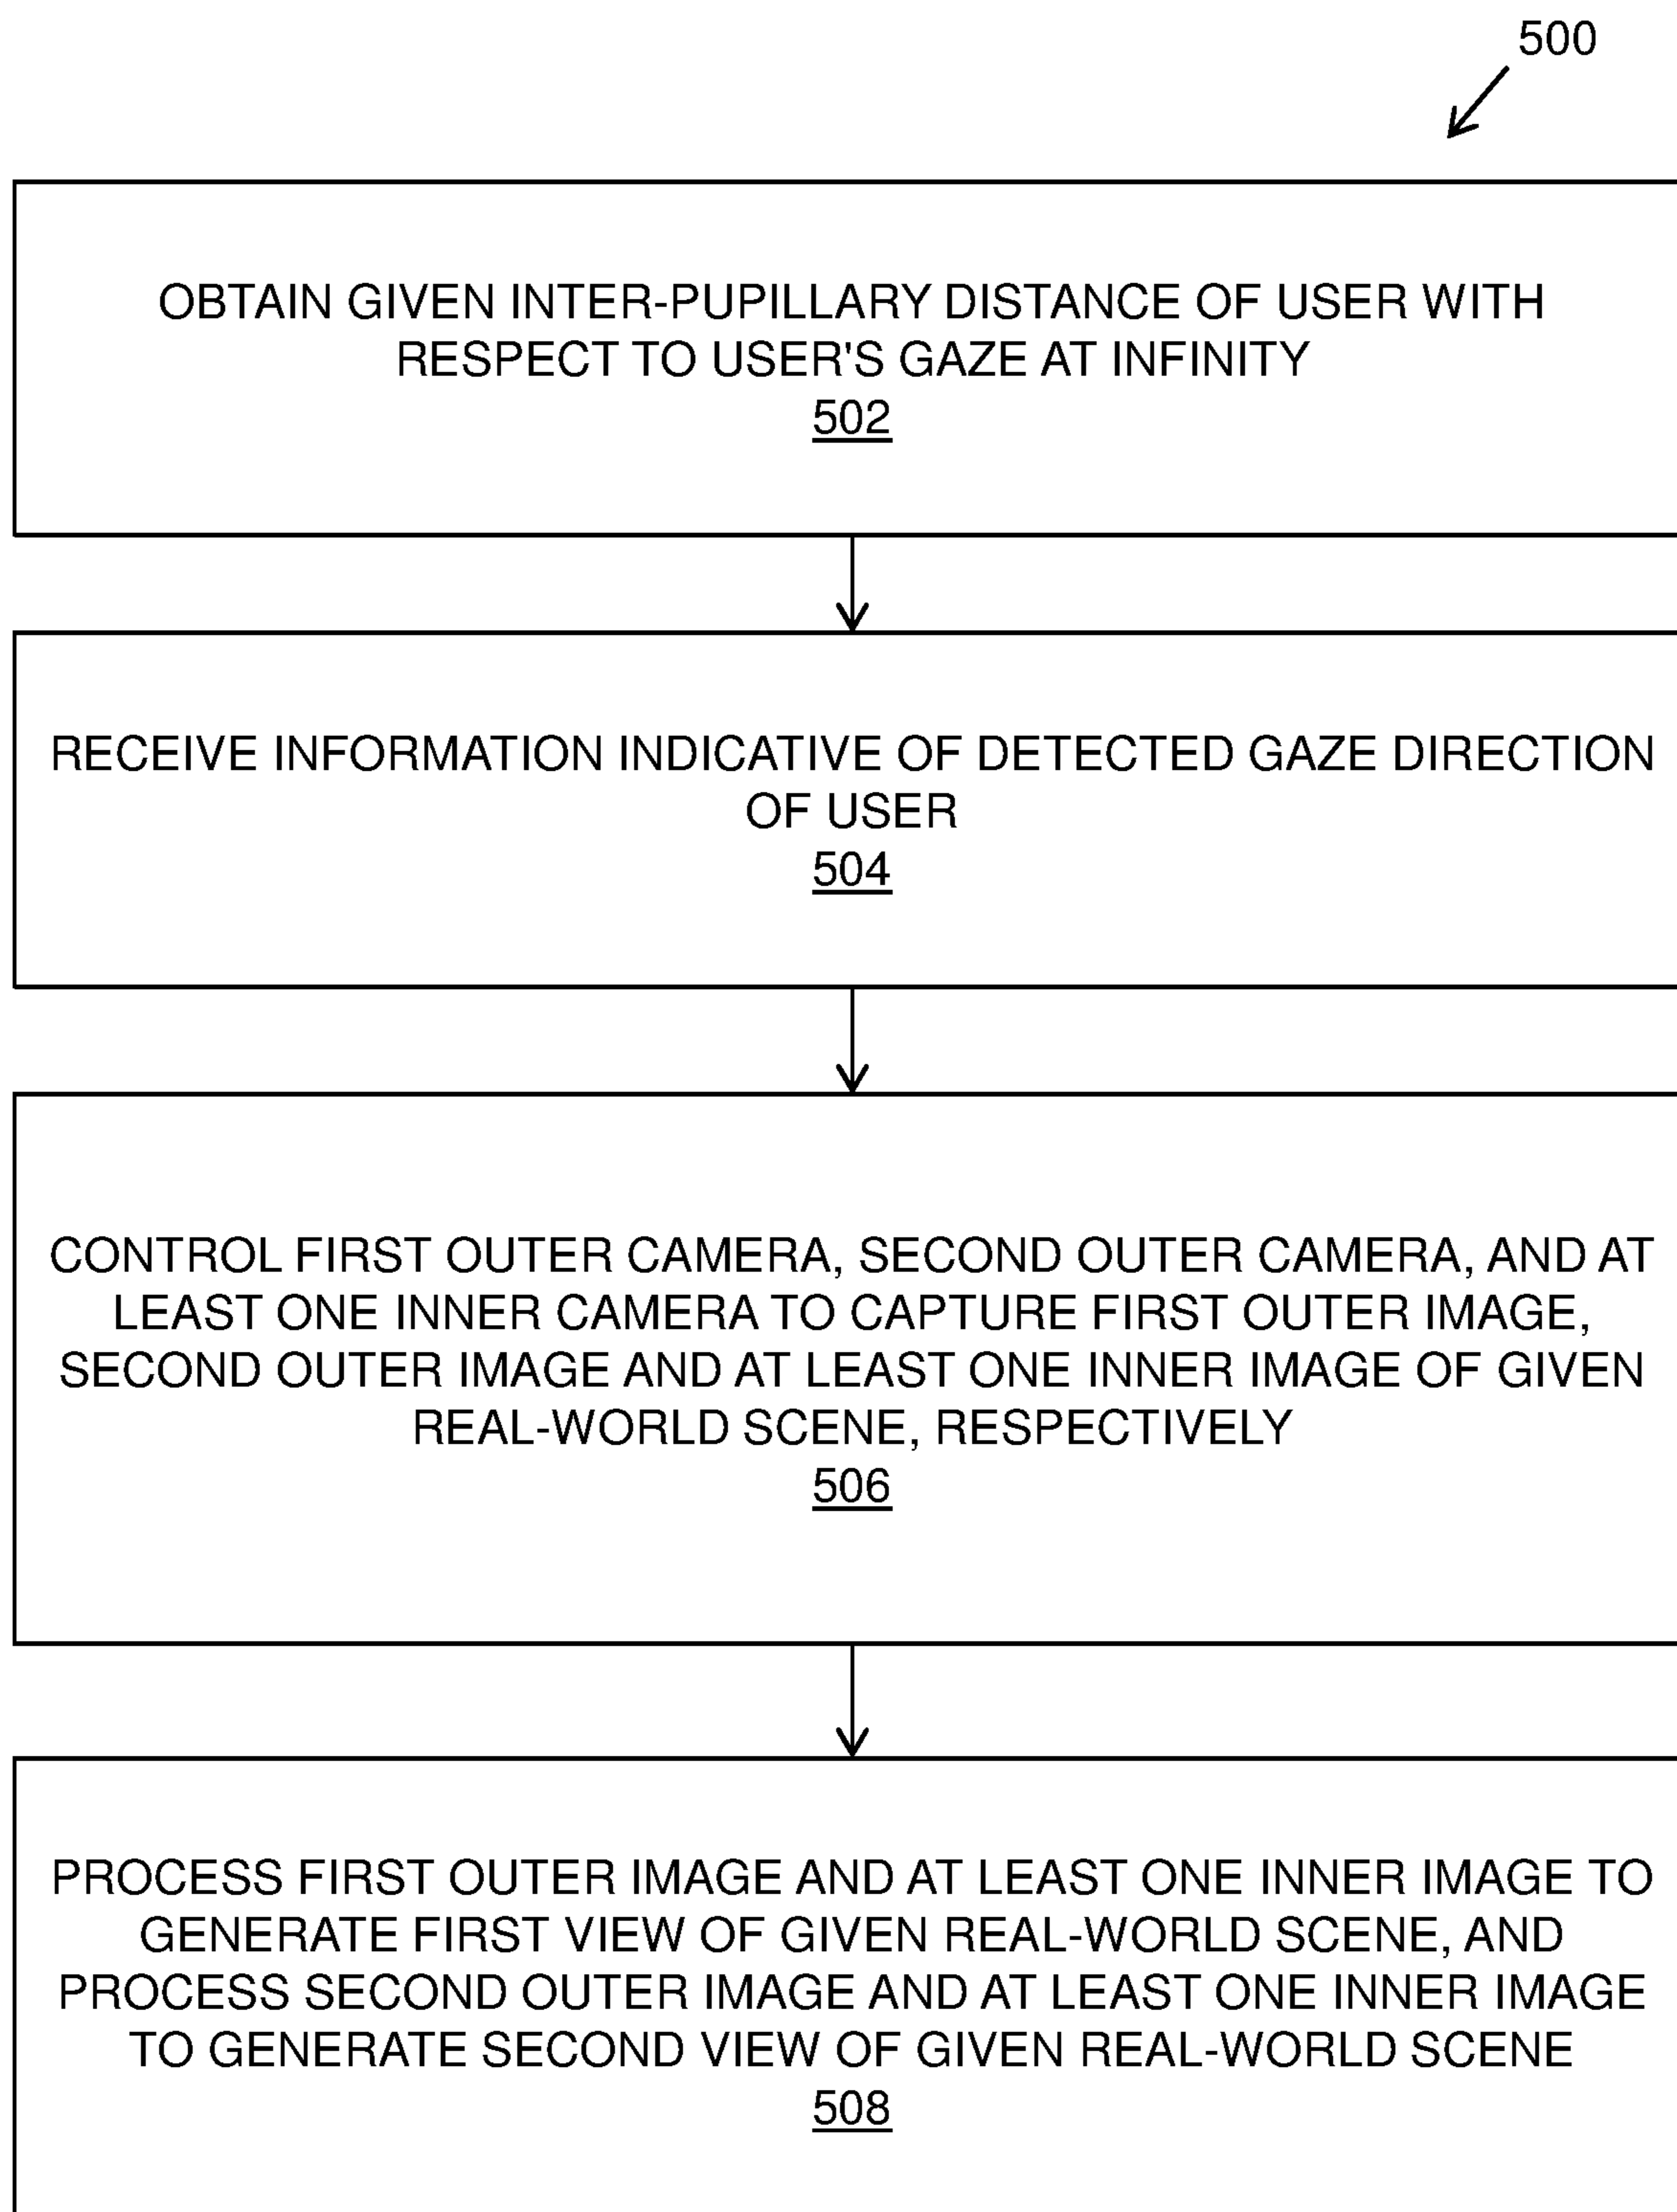 500
OBTAIN GIVEN INTER-PUPILLARY DISTANCE OF USER WITH
RESPECT TO USER'S GAZE AT INFINITY
502
RECEIVE INFORMATION INDICATIVE OF DETECTED GAZE DIRECTION
OF USER
504
CONTROL FIRST OUTER CAMERA, SECOND OUTER CAMERA, AND AT
LEAST ONE INNER CAMERA TO CAPTURE FIRST OUTER IMAGE,
SECOND OUTER IMAGE AND AT LEAST ONE INNER IMAGE OF GIVEN
REAL-WORLD SCENE, RESPECTIVELY
506
PROCESS FIRST OUTER IMAGE AND AT LEAST ONE INNER IMAGE TO
GENERATE FIRST VIEW OF GIVEN REAL-WORLD SCENE, AND
PROCESS SECOND OUTER IMAGE AND AT LEAST ONE INNER IMAGE
TO GENERATE SECOND VIEW OF GIVEN REAL-WORLD SCENE
508